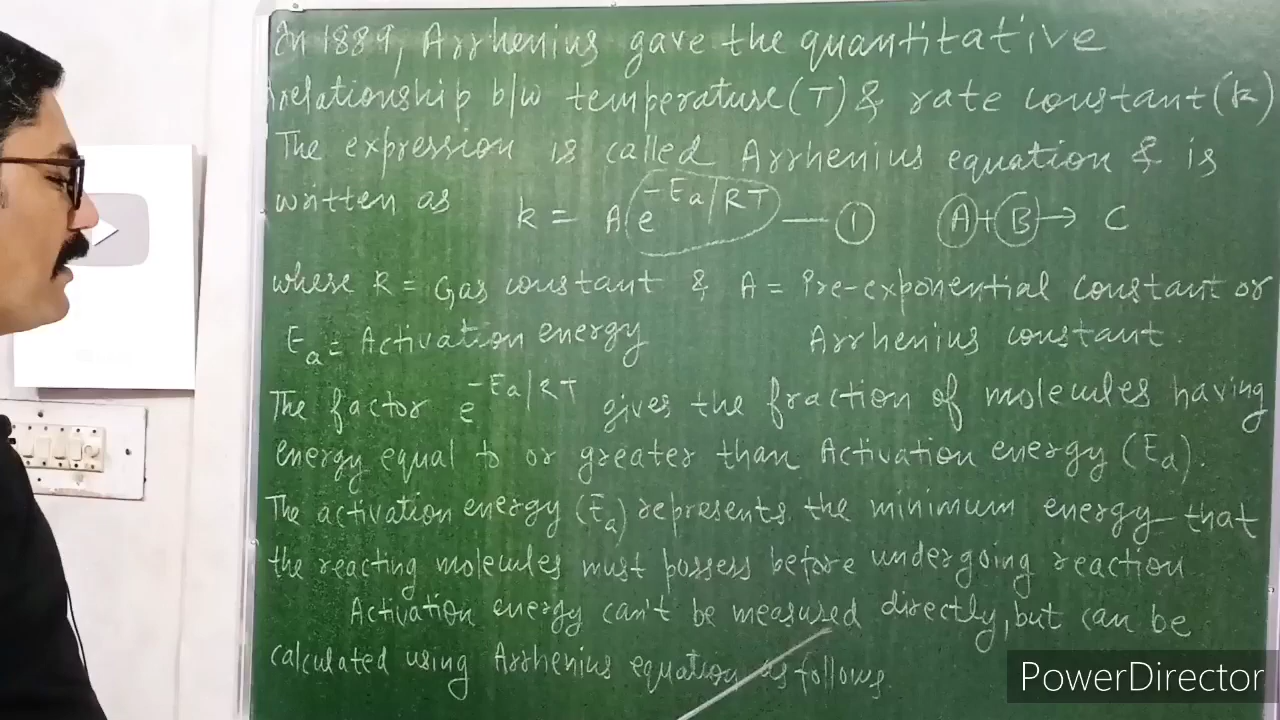 In 1889, Arrhenius gave the quantitative
relationship b/w temperature (T) & rate constant (k)
The expression is called Arrhenius equation & is
written as k = A e^-Ea/RT — ① A + B → C
where R = Gas constant & A = Pre-exponential constant or
Ea = Activation energy Arrhenius constant.
The factor e^-Ea/RT gives the fraction of molecules having
energy equal to or greater than Activation energy (Ea).
The activation energy (Ea) represents the minimum energy that
the reacting molecules must possess before undergoing reaction
Activation energy can't be measured directly, but can be
calculated using Arrhenius equation as follows
PowerDirector